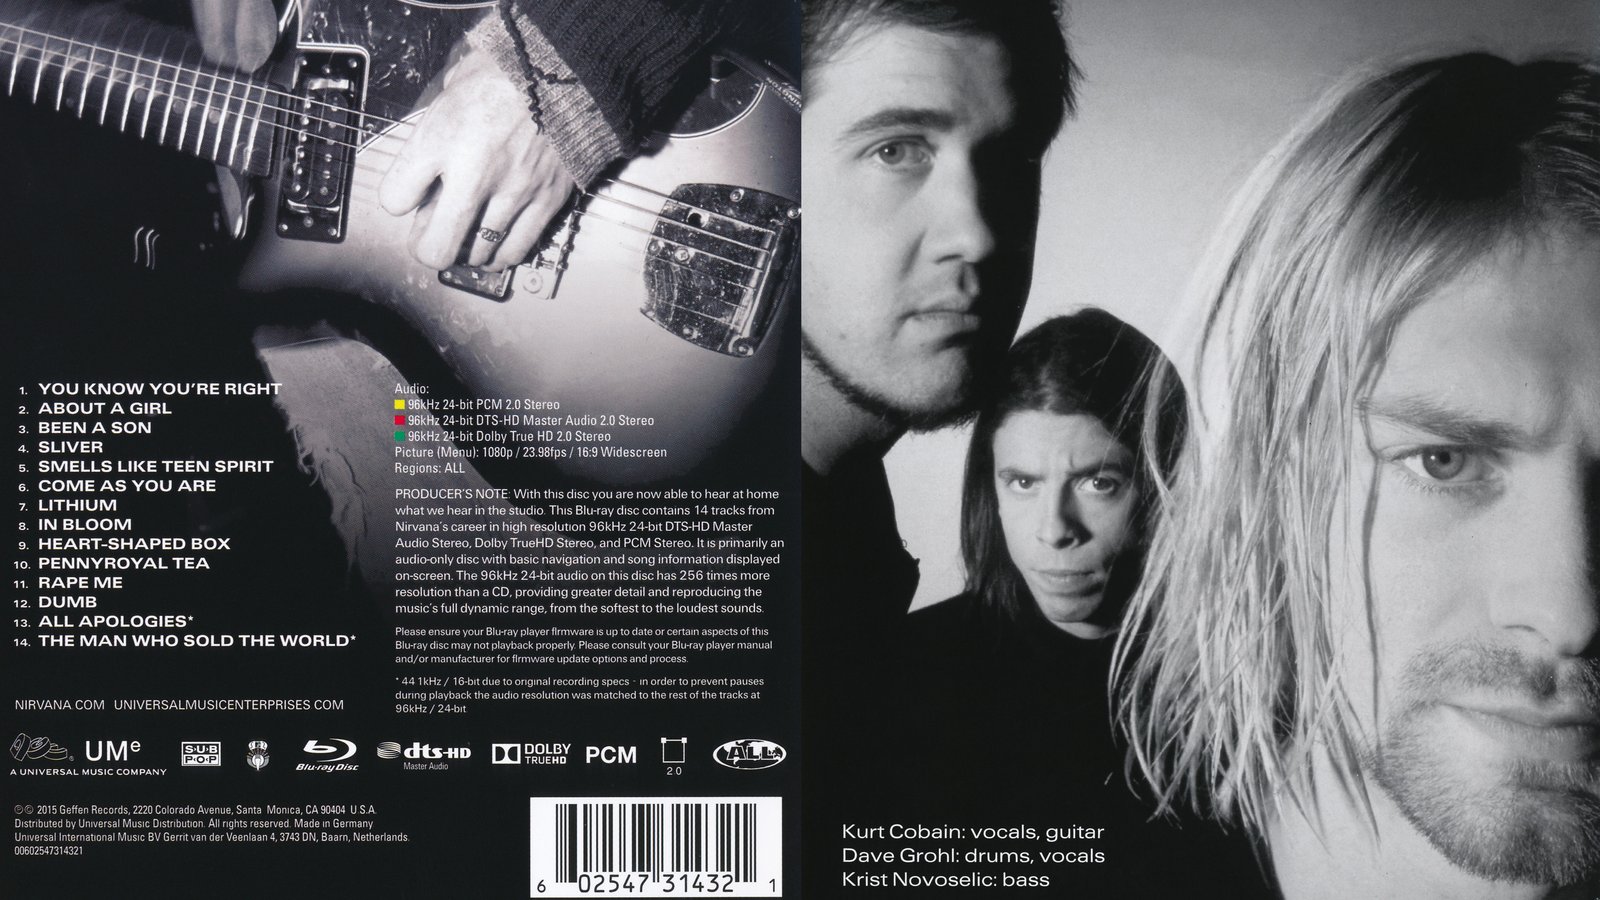 1. YOU KNOW YOU'RE RIGHT
2. ABOUT A GIRL
3. BEEN A SON
4. SLIVER
5. SMELLS LIKE TEEN SPIRIT
6. COME AS YOU ARE
7. LITHIUM
8. IN BLOOM
9. HEART-SHAPED BOX
10. PENNYROYAL TEA
11. RAPE ME
12. DUMB
13. ALL APOLOGIES*
14. THE MAN WHO SOLD THE WORLD*
NIRVANA.COM UNIVERSALMUSICENTERPRISES.COM
Audio:
96kHz 24-bit PCM 2.0 Stereo
96kHz 24-bit DTS-HD Master Audio 2.0 Stereo
96kHz 24-bit Dolby True HD 2.0 Stereo
Picture (Menu): 1080p / 23.98fps / 16:9 Widescreen
Regions: ALL
PRODUCER'S NOTE: With this disc you are now able to hear at home
what we hear in the studio. This Blu-ray disc contains 14 tracks from
Nirvana's career in high resolution 96kHz 24-bit DTS-HD Master
Audio Stereo, Dolby TrueHD Stereo, and PCM Stereo. It is primarily an
audio-only disc with basic navigation and song information displayed
on-screen. The 96kHz 24-bit audio on this disc has 256 times more
resolution than a CD, providing greater detail and reproducing the
music's full dynamic range, from the softest to the loudest sounds.
Please ensure your Blu-ray player firmware is up to date or certain aspects of this
Blu-ray disc may not playback properly. Please consult your Blu-ray player manual
and/or manufacturer for firmware update options and process.
* 44.1kHz / 16-bit due to original recording specs - in order to prevent pauses
during playback the audio resolution was matched to the rest of the tracks at
96kHz / 24-bit
UMe
A UNIVERSAL MUSIC COMPANY
SUB
POP
Blu-ray Disc
dts-HD
Master Audio
DOLBY
TRUEHD
PCM
2.0
ALL
℗© 2015 Geffen Records, 2220 Colorado Avenue, Santa Monica, CA 90404 U.S.A.
Distributed by Universal Music Distribution. All rights reserved. Made in Germany
Universal International Music BV Gerrit van der Veenlaan 4, 3743 DN, Baarn, Netherlands.
00602547314321
6 02547 31432 1
Kurt Cobain: vocals, guitar
Dave Grohl: drums, vocals
Krist Novoselic: bass